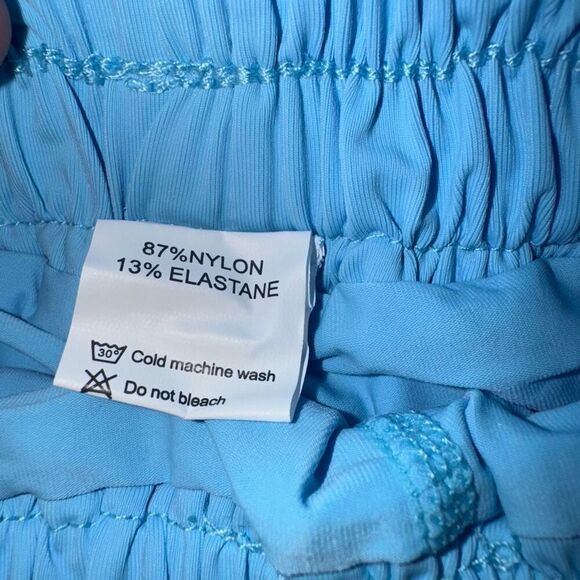 87%NYLON
13% ELASTANE
30° Cold machine wash
Do not bleach